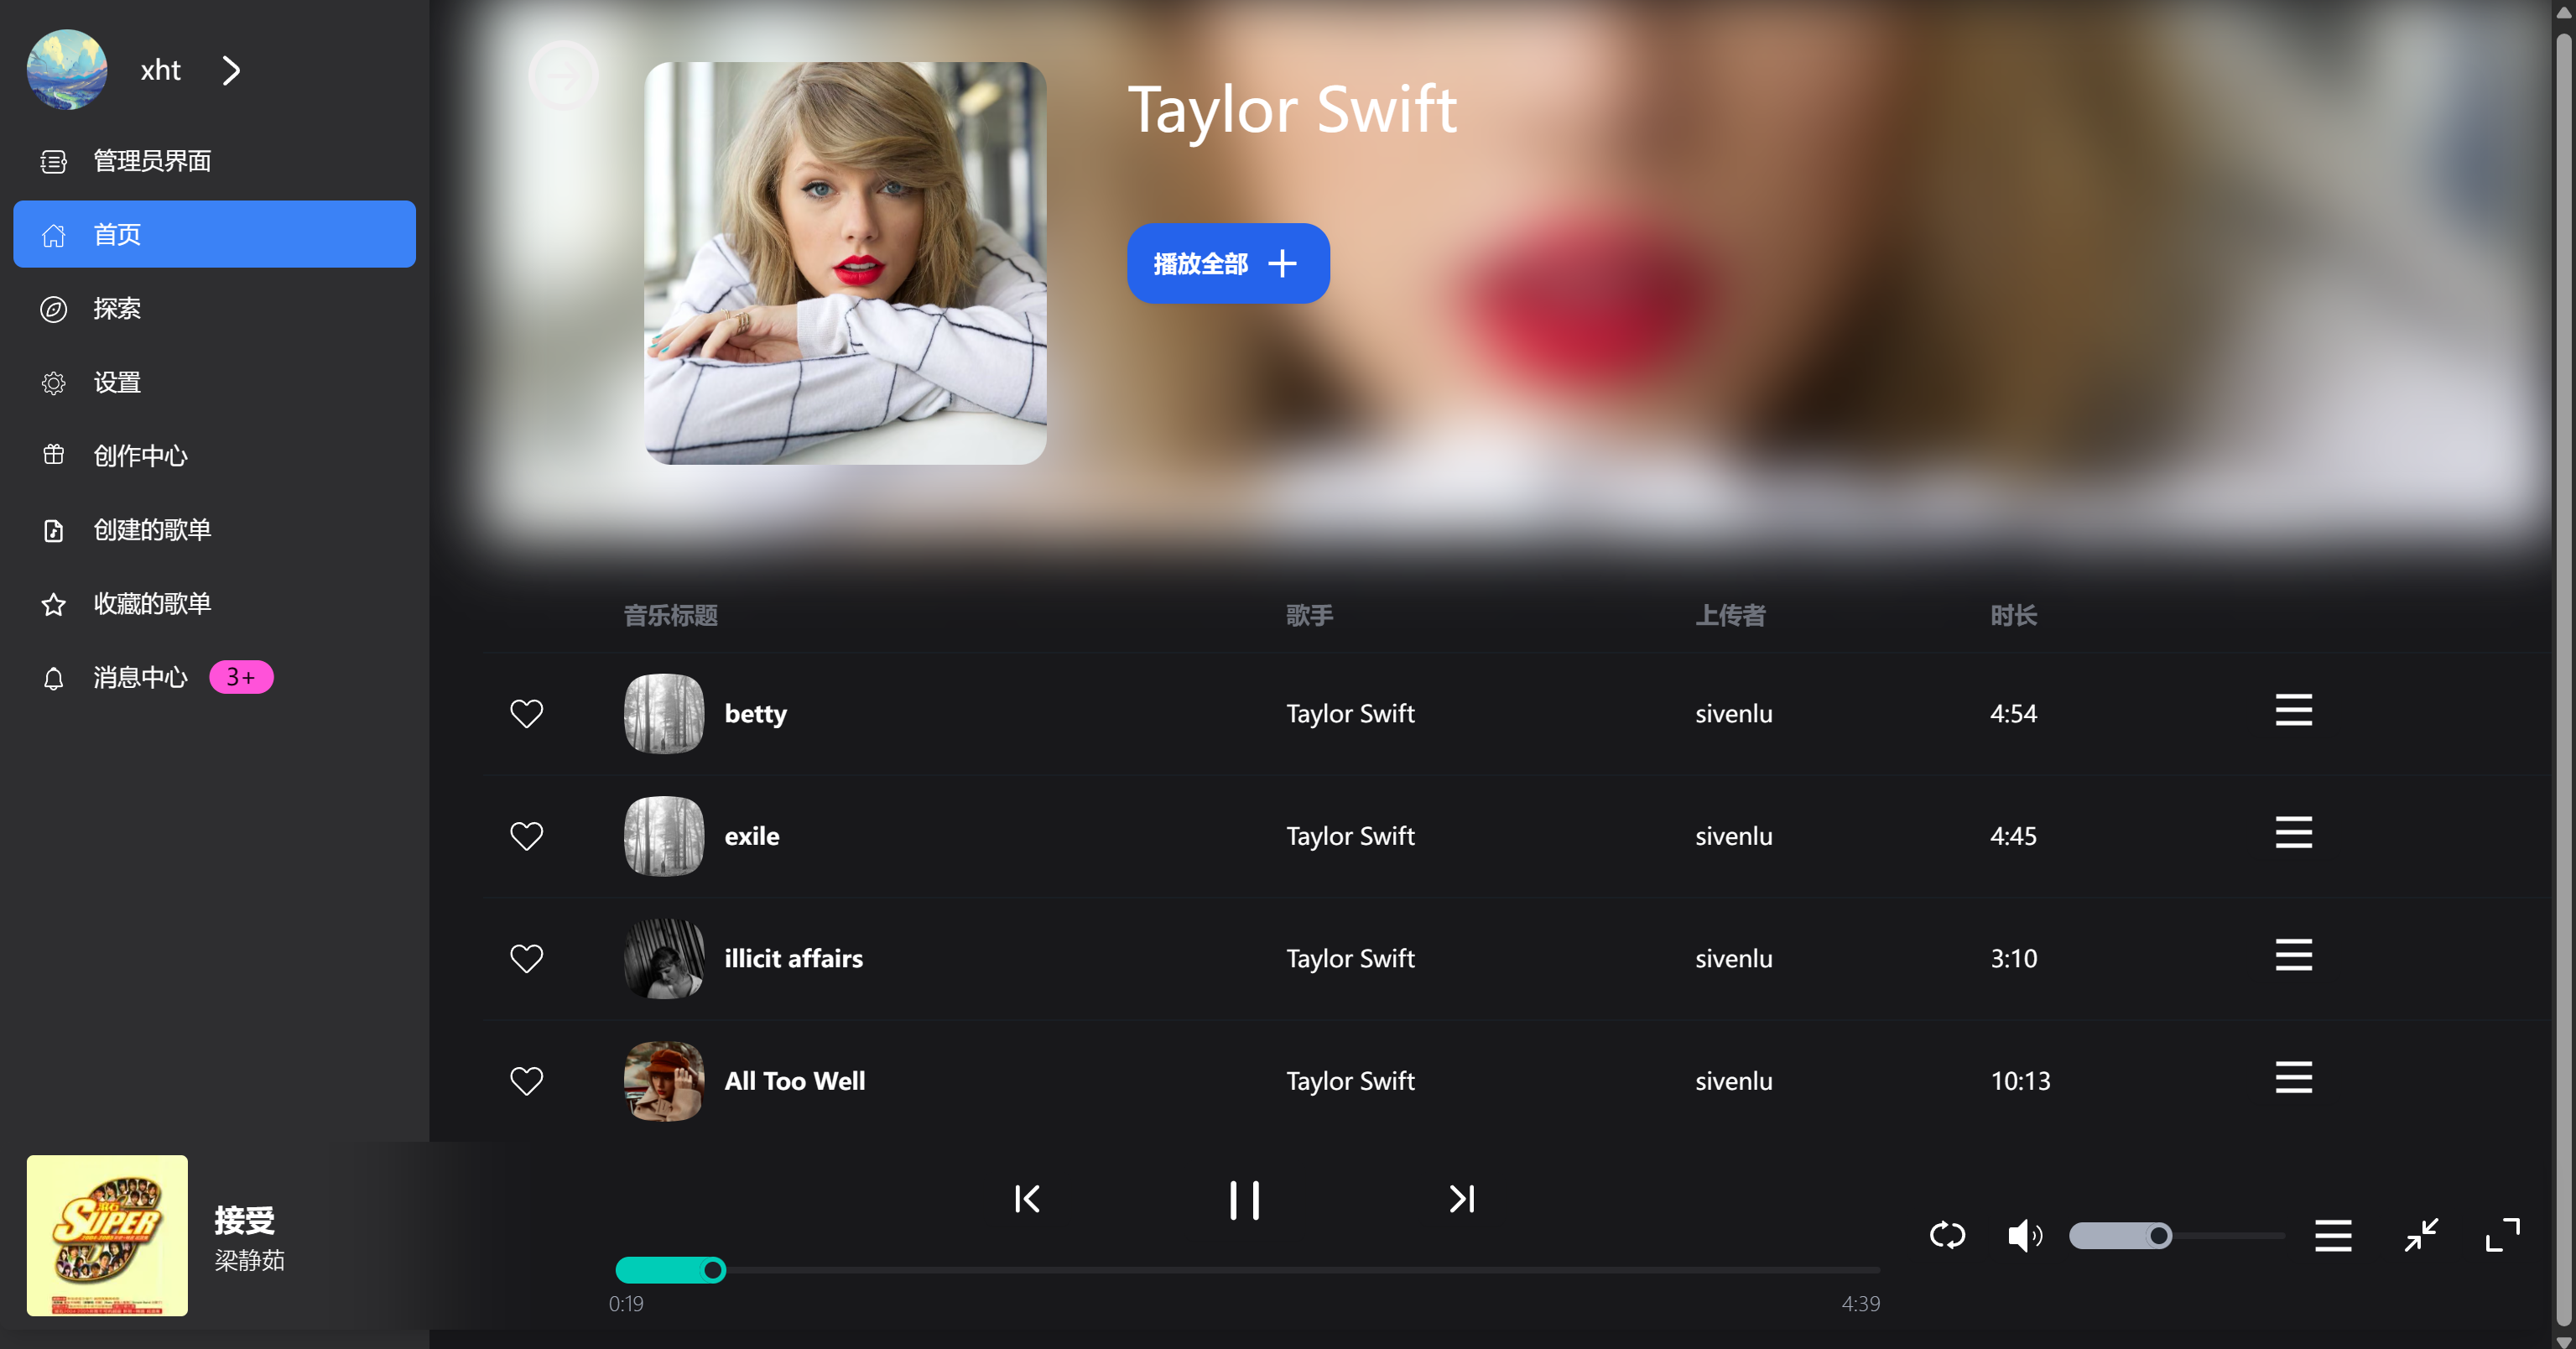 xht
管理员界面
首页
探索
设置
创作中心
创建的歌单
收藏的歌单
消息中心 3+
Taylor Swift
播放全部
音乐标题 歌手 上传者 时长
betty Taylor Swift sivenlu 4:54
exile Taylor Swift sivenlu 4:45
illicit affairs Taylor Swift sivenlu 3:10
All Too Well Taylor Swift sivenlu 10:13
滚石
SUPER
接受
梁静茹
0:19 4:39